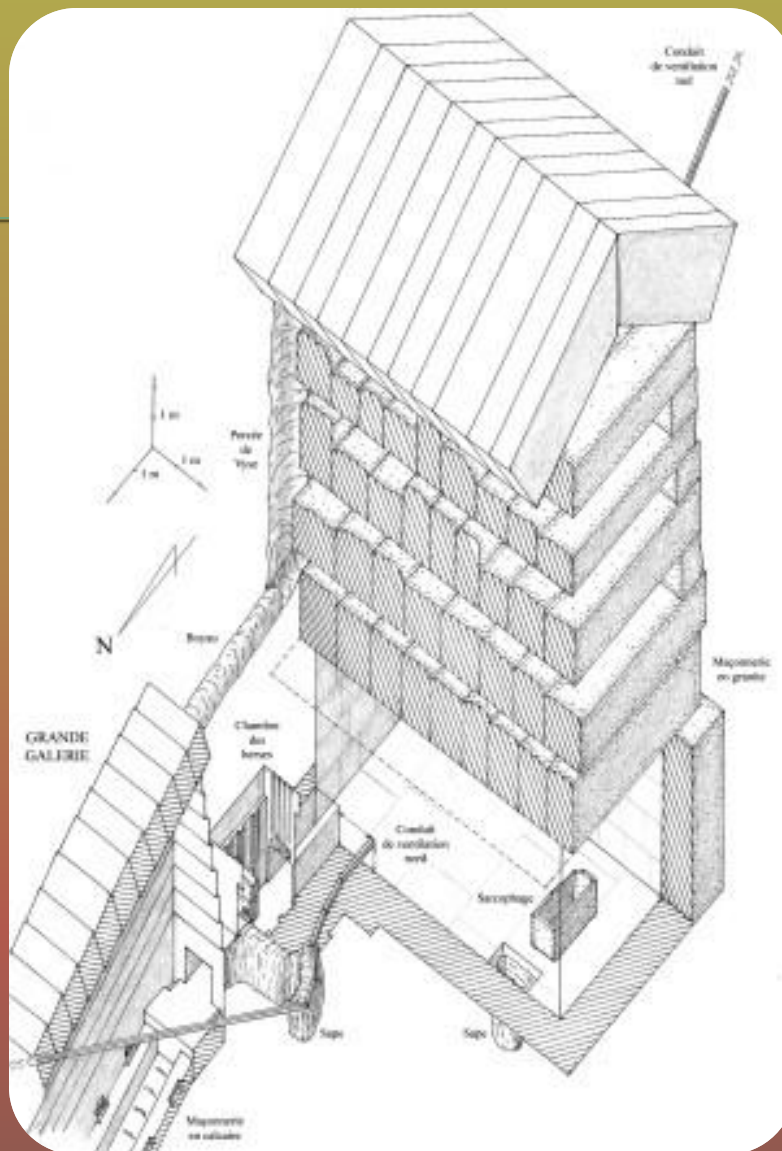 Conduit
de ventilation
sud
1 m
1 m
1 m
Percée
de
Vyse
N
Boyau
GRANDE
GALERIE
Chambre
des
herses
Maçonnerie
en granite
Conduit
de ventilation
nord
Sarcophage
Sape
Sape
Maçonnerie
en calcaire